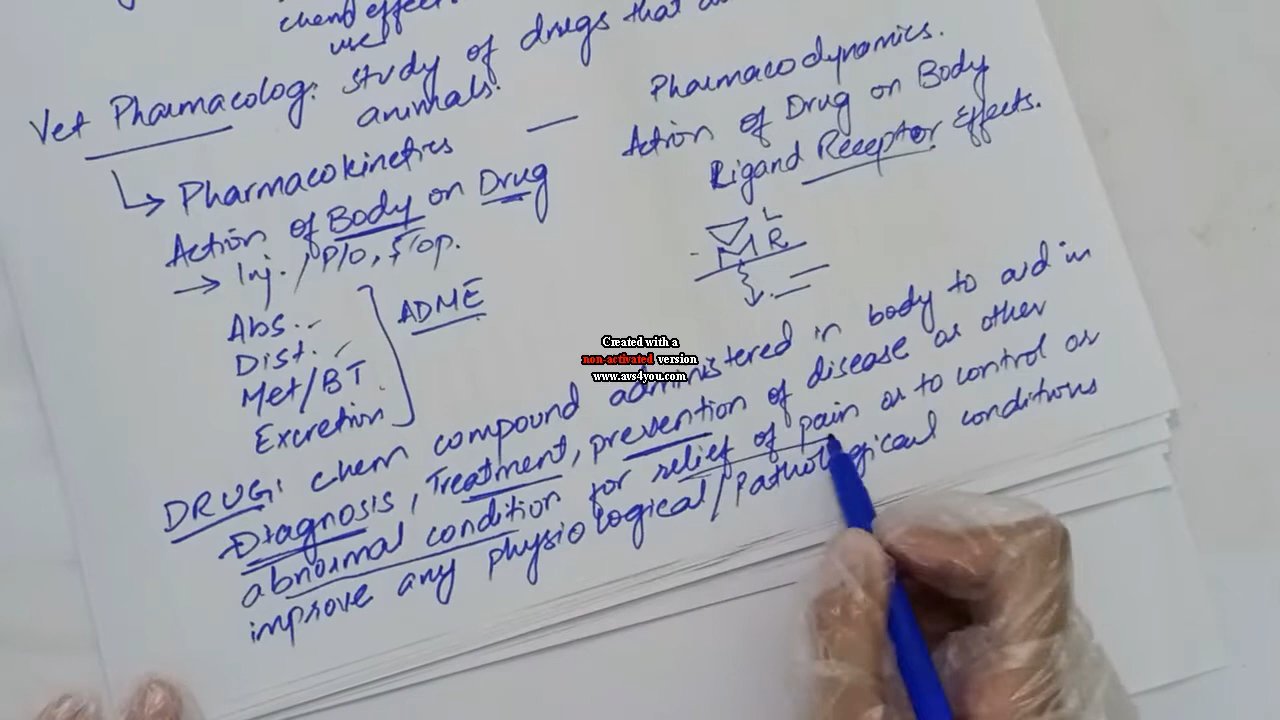 chem effect
use
Vet Pharmacolog: study of drugs that
animals.
Pharmacokinetics
Action of Body on Drug
Inj. / P/O, Top.
Abs.
Dist.
Met/BT
Excretion
ADME
Pharmacodynamics.
Action of Drug on Body
Ligand Receptor Effects.
L
R
DRUG: chem compound administered in body to aid in
Diagnosis, Treatment, prevention of disease or other
abnormal condition for relief of pain or to control or
improve any physiological/Pathological conditions
Created with a
non-activated version
www.avs4you.com